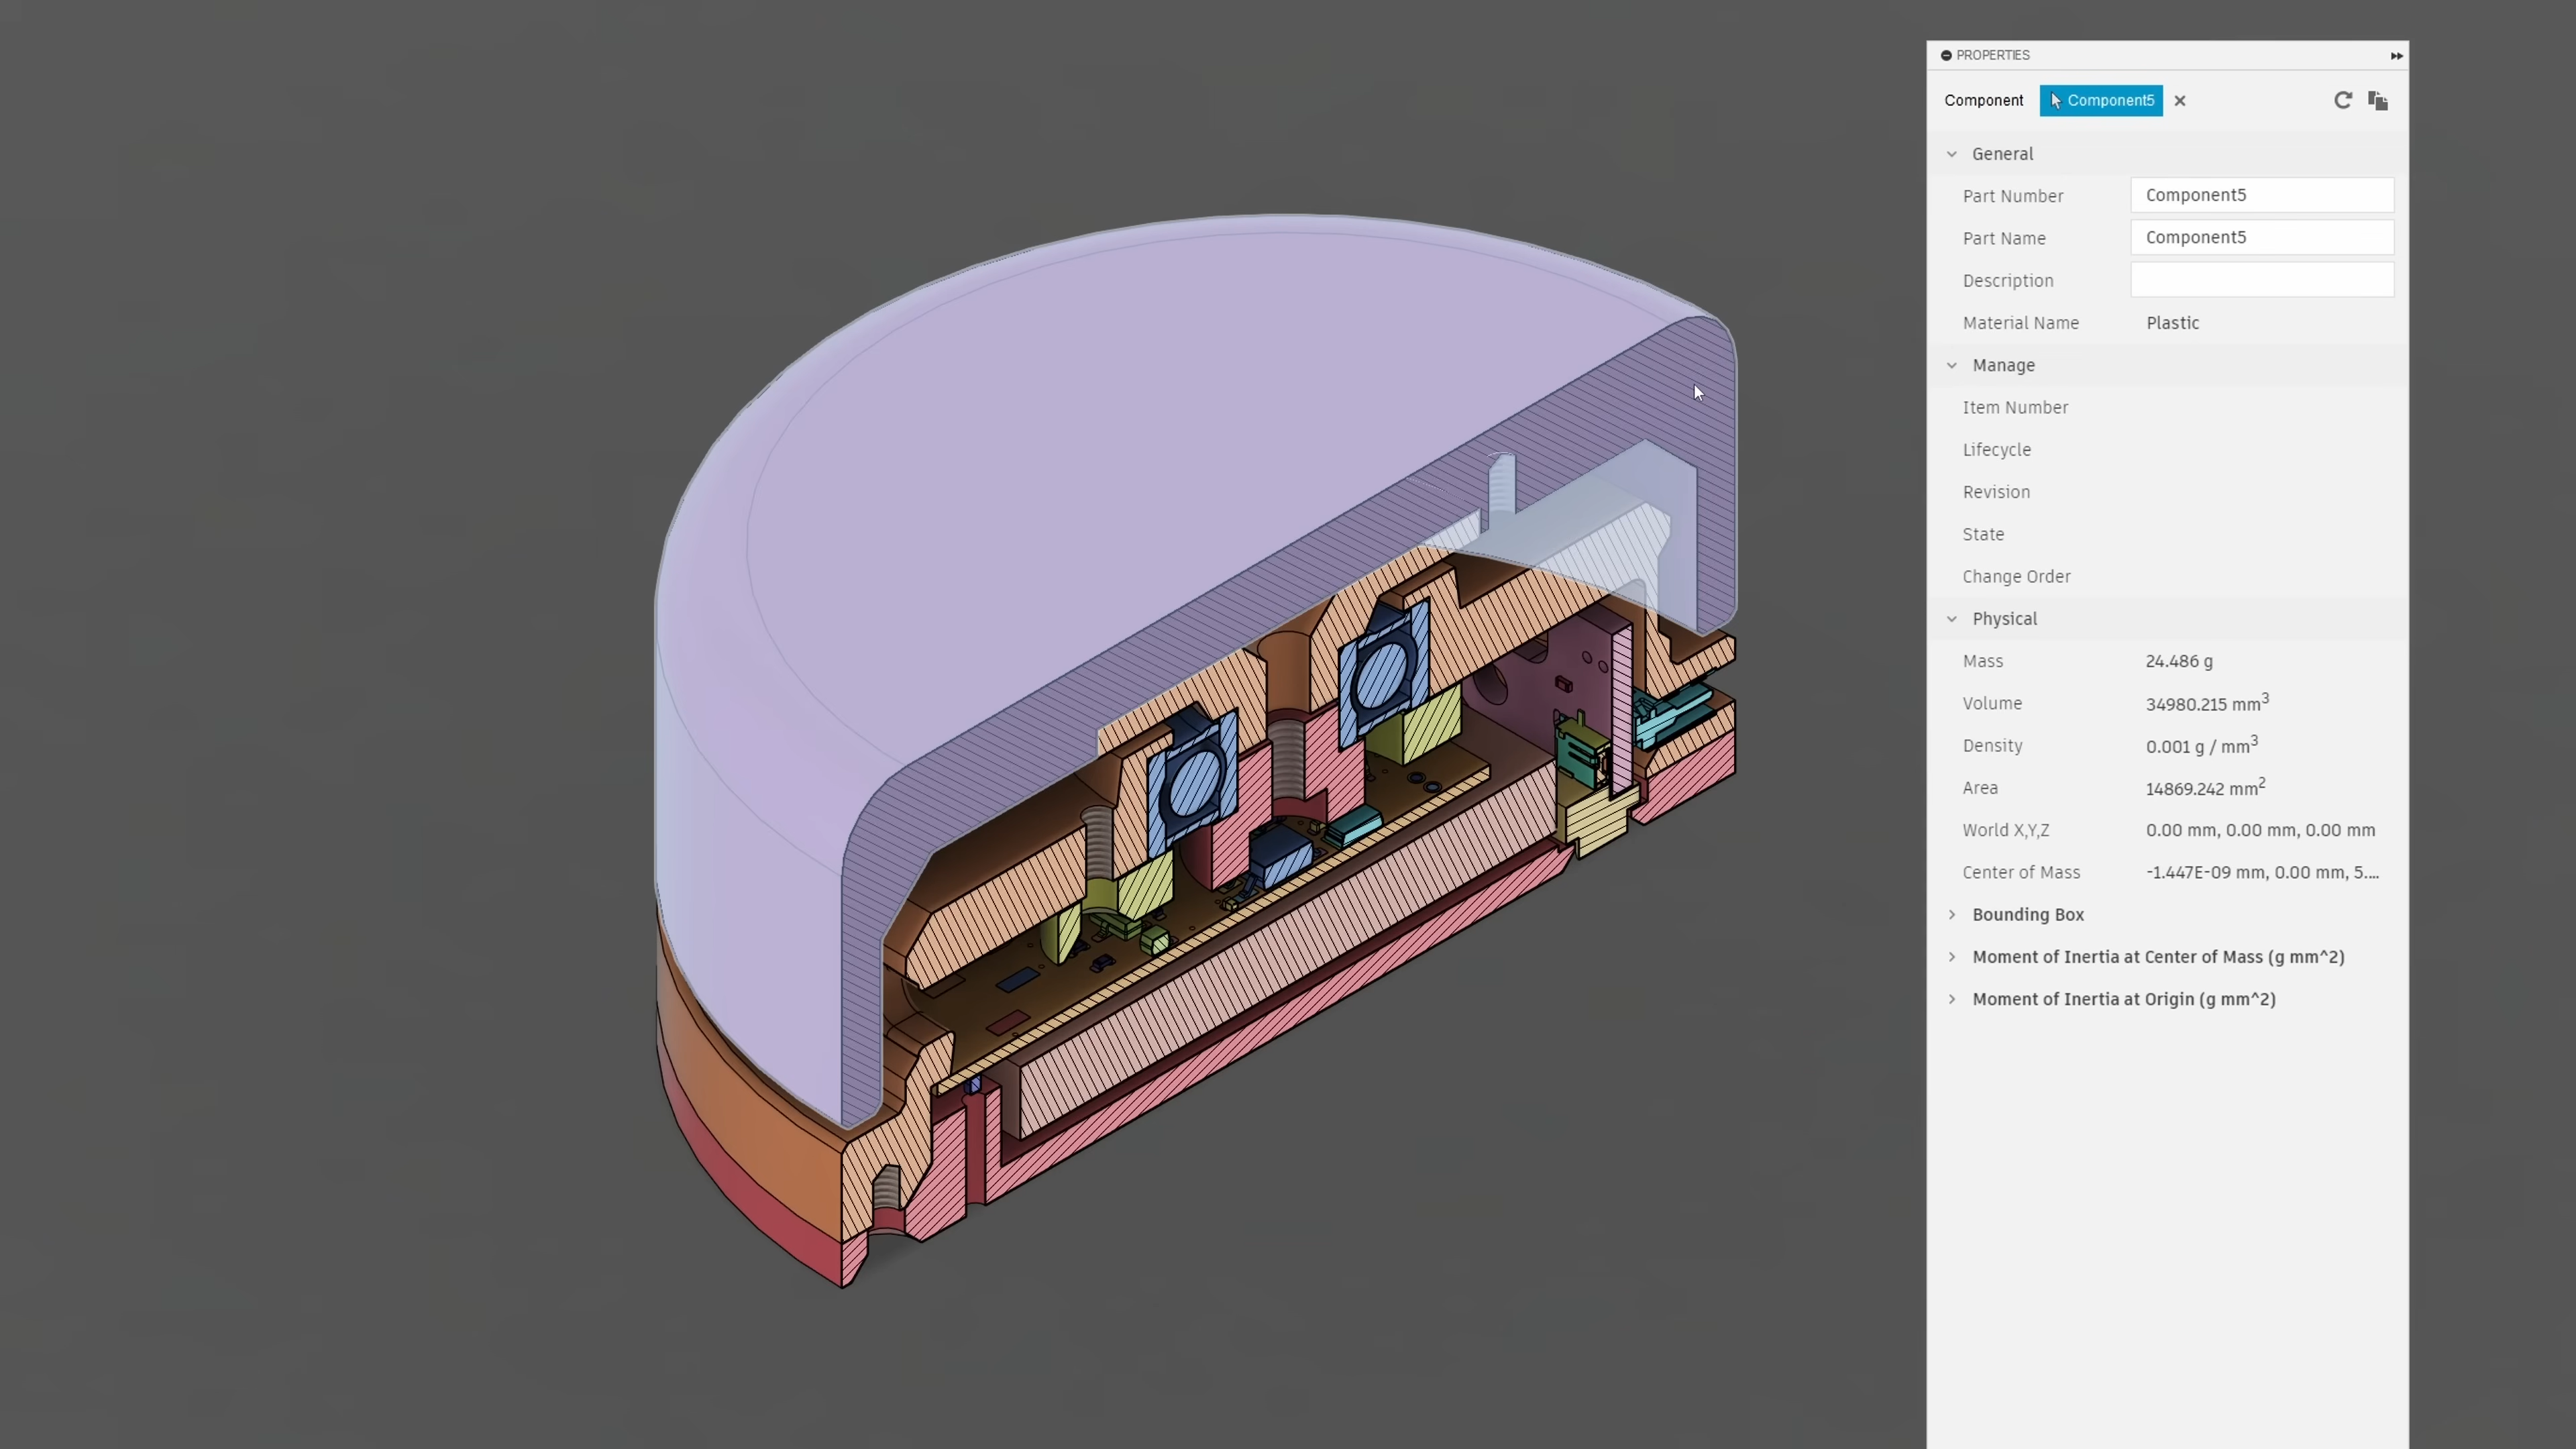 PROPERTIES
Component Component5
General
Part Number Component5
Part Name Component5
Description
Material Name Plastic
Manage
Item Number
Lifecycle
Revision
State
Change Order
Physical
Mass 24.486 g
Volume 34980.215 mm³
Density 0.001 g / mm³
Area 14869.242 mm²
World X,Y,Z 0.00 mm, 0.00 mm, 0.00 mm
Center of Mass -1.447E-09 mm, 0.00 mm, 5....
Bounding Box
Moment of Inertia at Center of Mass (g mm^2)
Moment of Inertia at Origin (g mm^2)